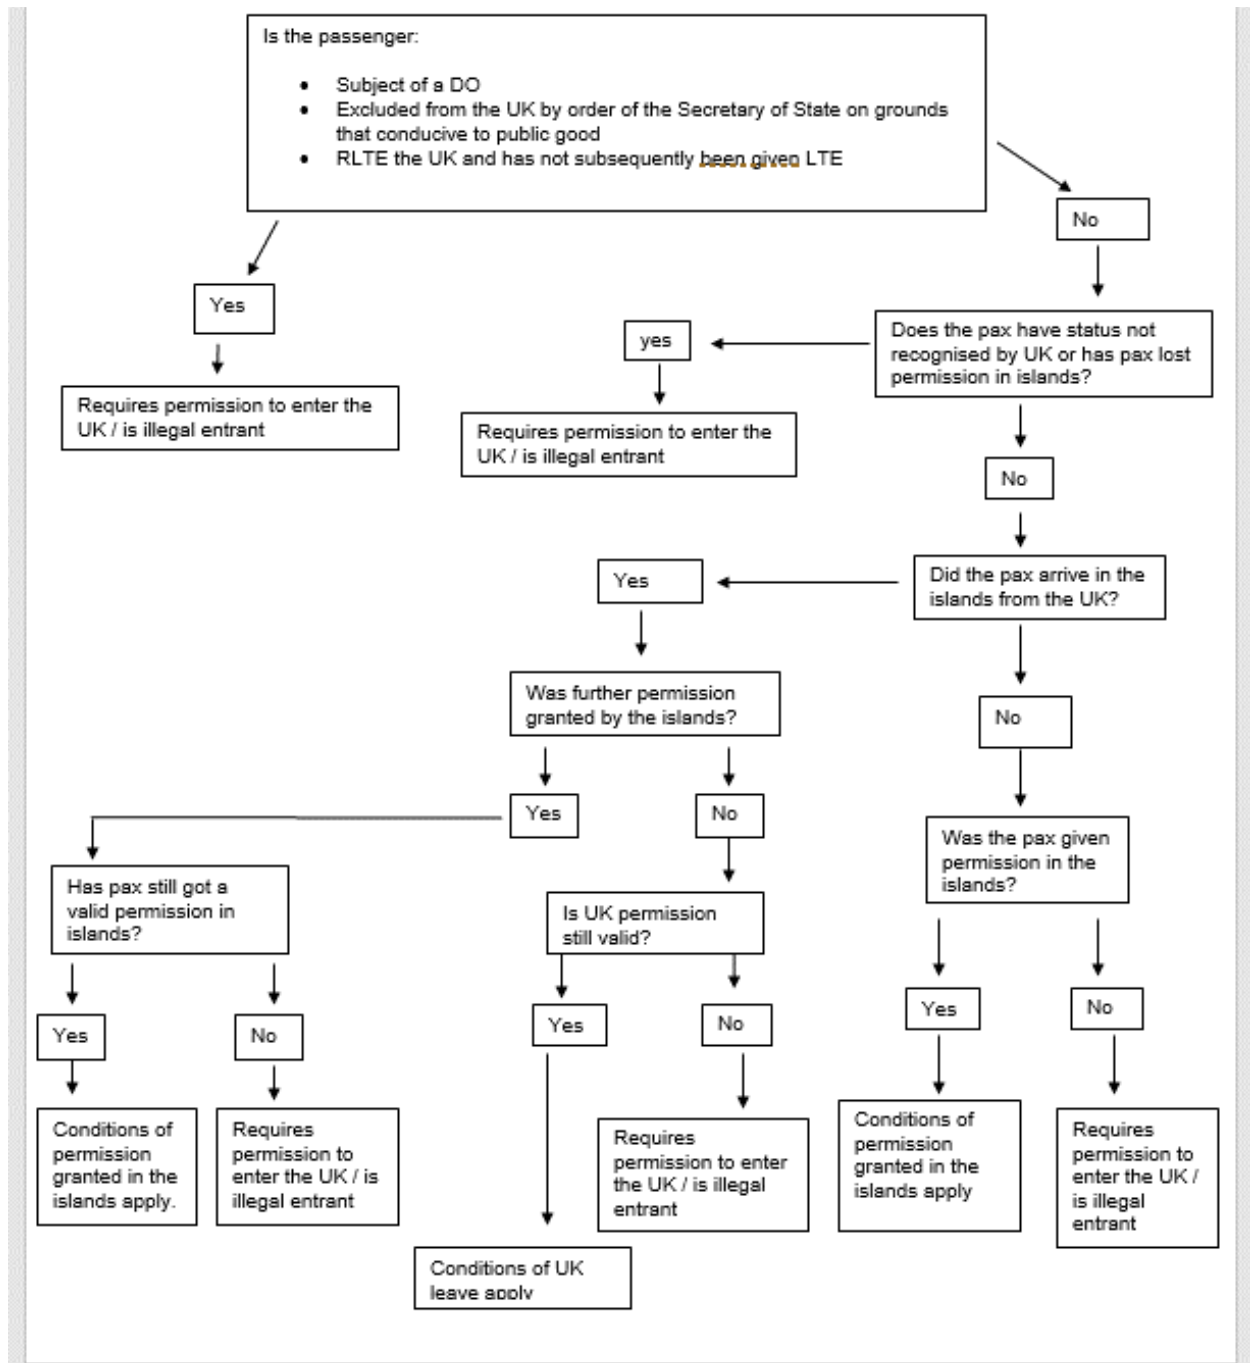 Is the passenger:
• Subject of a DO
• Excluded from the UK by order of the Secretary of State on grounds
that conducive to public good
• RLTE the UK and has not subsequently been given LTE
No
Yes
yes
Does the pax have status not
recognised by UK or has pax lost
permission in islands?
Requires permission to enter the
UK / is illegal entrant
Requires permission to enter the
UK / is illegal entrant
No
Yes
Did the pax arrive in the
islands from the UK?
Was further permission
granted by the islands?
No
Yes
No
Was the pax given
permission in the
islands?
Has pax still got a
valid permission in
islands?
Is UK permission
still valid?
Yes
No
Yes
No
Yes
No
Conditions of
permission
granted in the
islands apply.
Requires
permission to
enter the UK / is
illegal entrant
Requires
permission to enter
the UK / is illegal
entrant
Conditions of
permission
granted in the
islands apply
Requires
permission to
enter the UK /
is illegal
entrant
Conditions of UK
leave apply